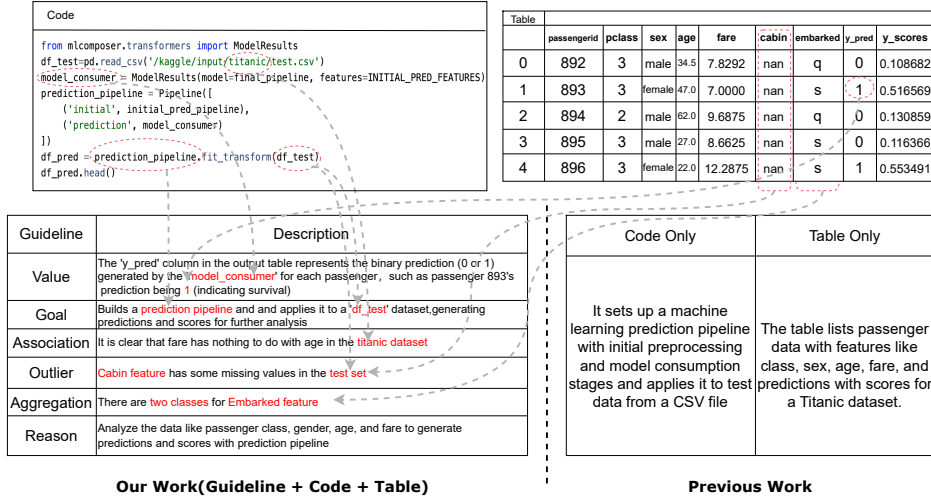 Code
from mlcomposer.transformers import ModelResults
df_test=pd.read_csv('/kaggle/input/titanic/test.csv')
model_consumer = ModelResults(model=final_pipeline, features=INITIAL_PRED_FEATURES)
prediction_pipeline = Pipeline([
('initial', initial_pred_pipeline),
('prediction', model_consumer)
])
df_pred = prediction_pipeline.fit_transform(df_test)
df_pred.head()
Table
passengerid pclass sex age fare cabin embarked y_pred y_scores
0 892 3 male 34.5 7.8292 nan q 0 0.108682
1 893 3 female 47.0 7.0000 nan s 1 0.516569
2 894 2 male 62.0 9.6875 nan q 0 0.130859
3 895 3 male 27.0 8.6625 nan s 0 0.116366
4 896 3 female 22.0 12.2875 nan s 1 0.553491
Guideline Description
Value
The 'y_pred' column in the output table represents the binary prediction (0 or 1)
generated by the 'model_consumer' for each passenger, such as passenger 893's
prediction being 1 (indicating survival)
Goal
Builds a prediction pipeline and and applies it to a 'df_test' dataset,generating
predictions and scores for further analysis
Association It is clear that fare has nothing to do with age in the titanic dataset
Outlier Cabin feature has some missing values in the test set
Aggregation There are two classes for Embarked feature
Reason
Analyze the data like passenger class, gender, age, and fare to generate
predictions and scores with prediction pipeline
Our Work(Guideline + Code + Table)
Code Only Table Only
It sets up a machine
learning prediction pipeline
with initial preprocessing
and model consumption
stages and applies it to test
data from a CSV file
The table lists passenger
data with features like
class, sex, age, fare, and
predictions with scores for
a Titanic dataset.
Previous Work